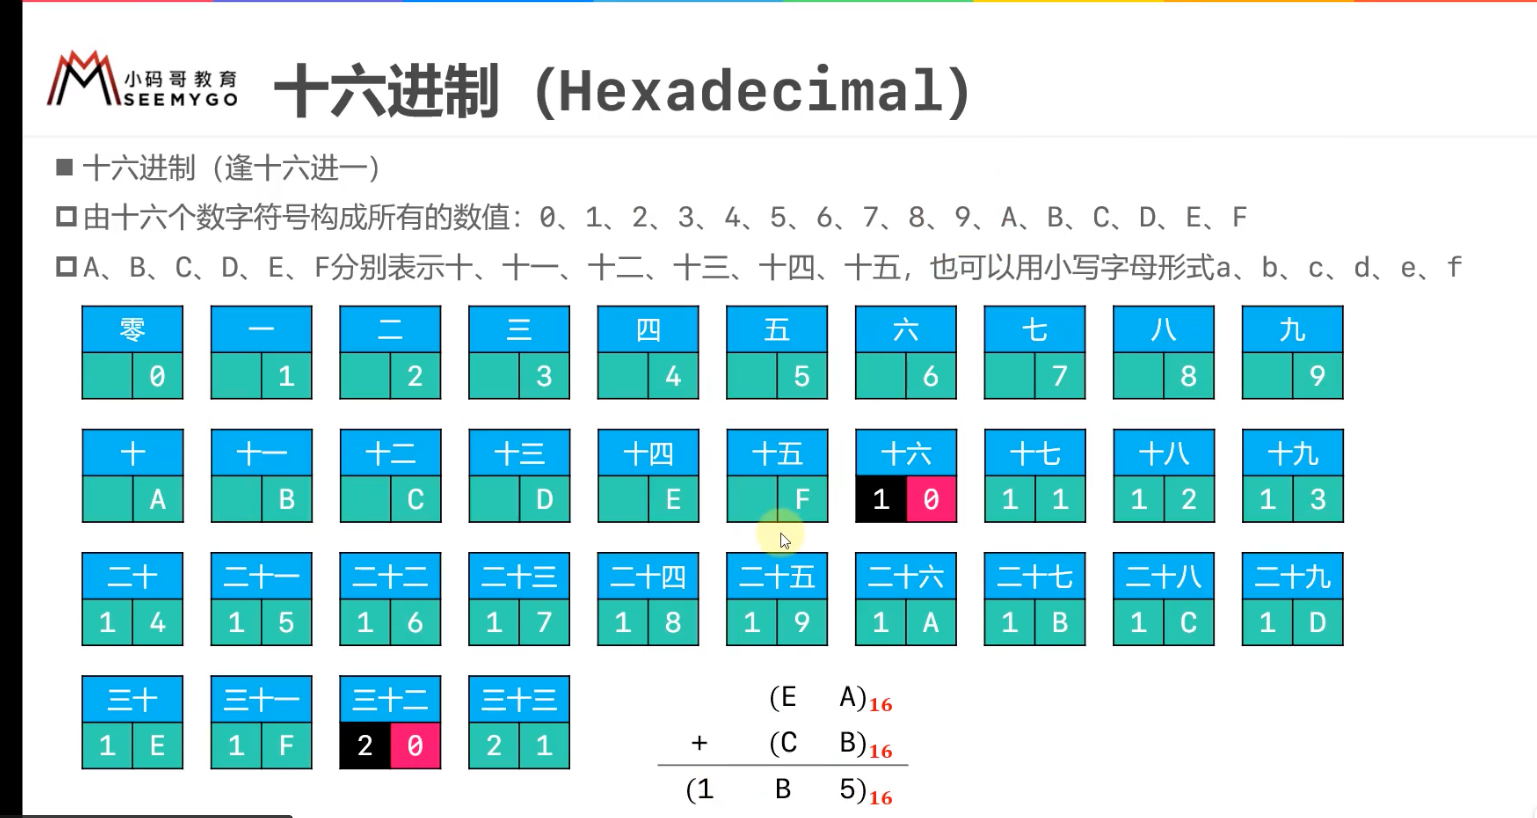 小码哥教育
SEEMYGO
十六进制（Hexadecimal）
十六进制（逢十六进一）
由十六个数字符号构成所有的数值：0、1、2、3、4、5、6、7、8、9、A、B、C、D、E、F
A、B、C、D、E、F分别表示十、十一、十二、十三、十四、十五，也可以用小写字母形式a、b、c、d、e、f
零 一 二 三 四 五 六 七 八 九
0 1 2 3 4 5 6 7 8 9
十 十一 十二 十三 十四 十五 十六 十七 十八 十九
A B C D E F 1 0 1 1 1 2 1 3
二十 二十一 二十二 二十三 二十四 二十五 二十六 二十七 二十八 二十九
1 4 1 5 1 6 1 7 1 8 1 9 1 A 1 B 1 C 1 D
三十 三十一 三十二 三十三
1 E 1 F 2 0 2 1
(E A)16
+ (C B)16
(1 B 5)16